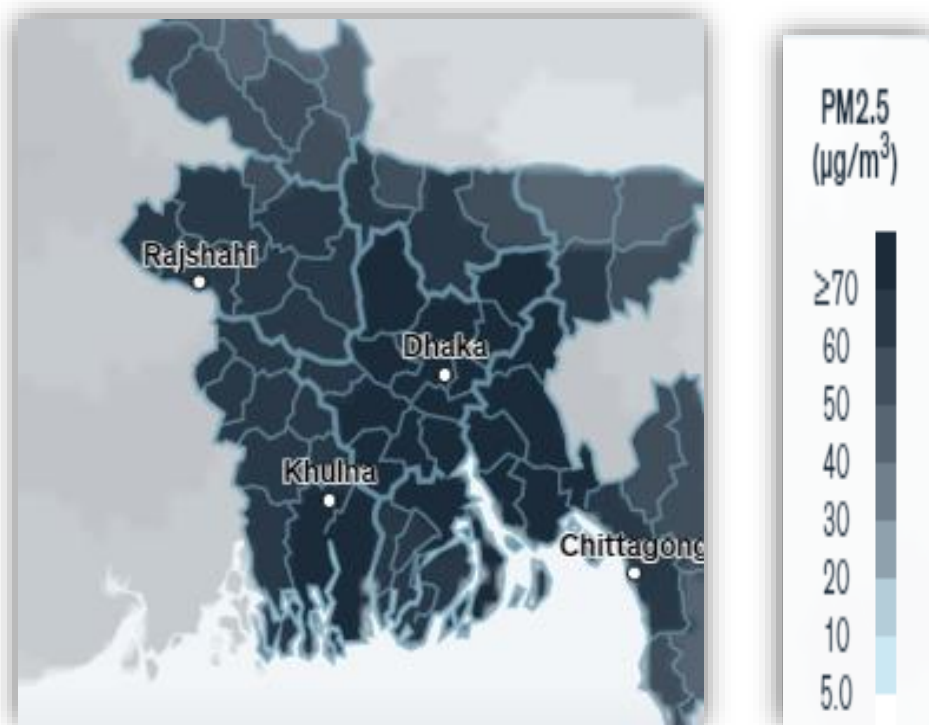 Rajshahi
Dhaka
Khulna
Chittagong
PM2.5
(µg/m³)
≥70
60
50
40
30
20
10
5.0